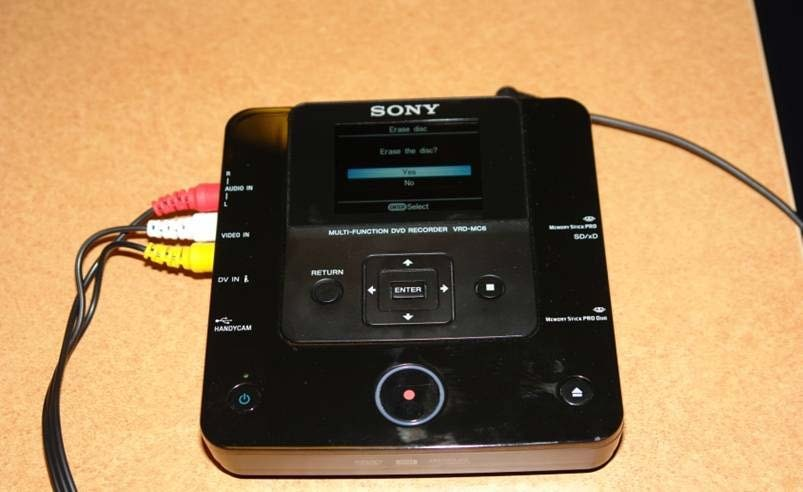 SONY
Erase disc
Erase the disc?
Yes
No
ENTER Select
MULTI-FUNCTION DVD RECORDER VRD-MC6
R
AUDIO IN
L
VIDEO IN
DV IN i
HANDYCAM
RETURN
ENTER
MEMORY STICK PRO
SD/xD
MEMORY STICK PRO DUO